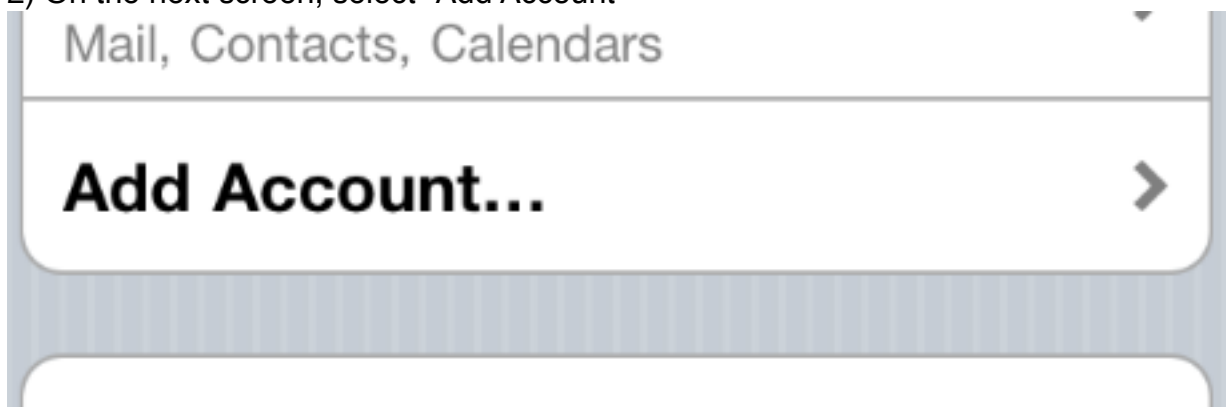 2) On the next screen, select "Add Account"
Mail, Contacts, Calendars
Add Account...